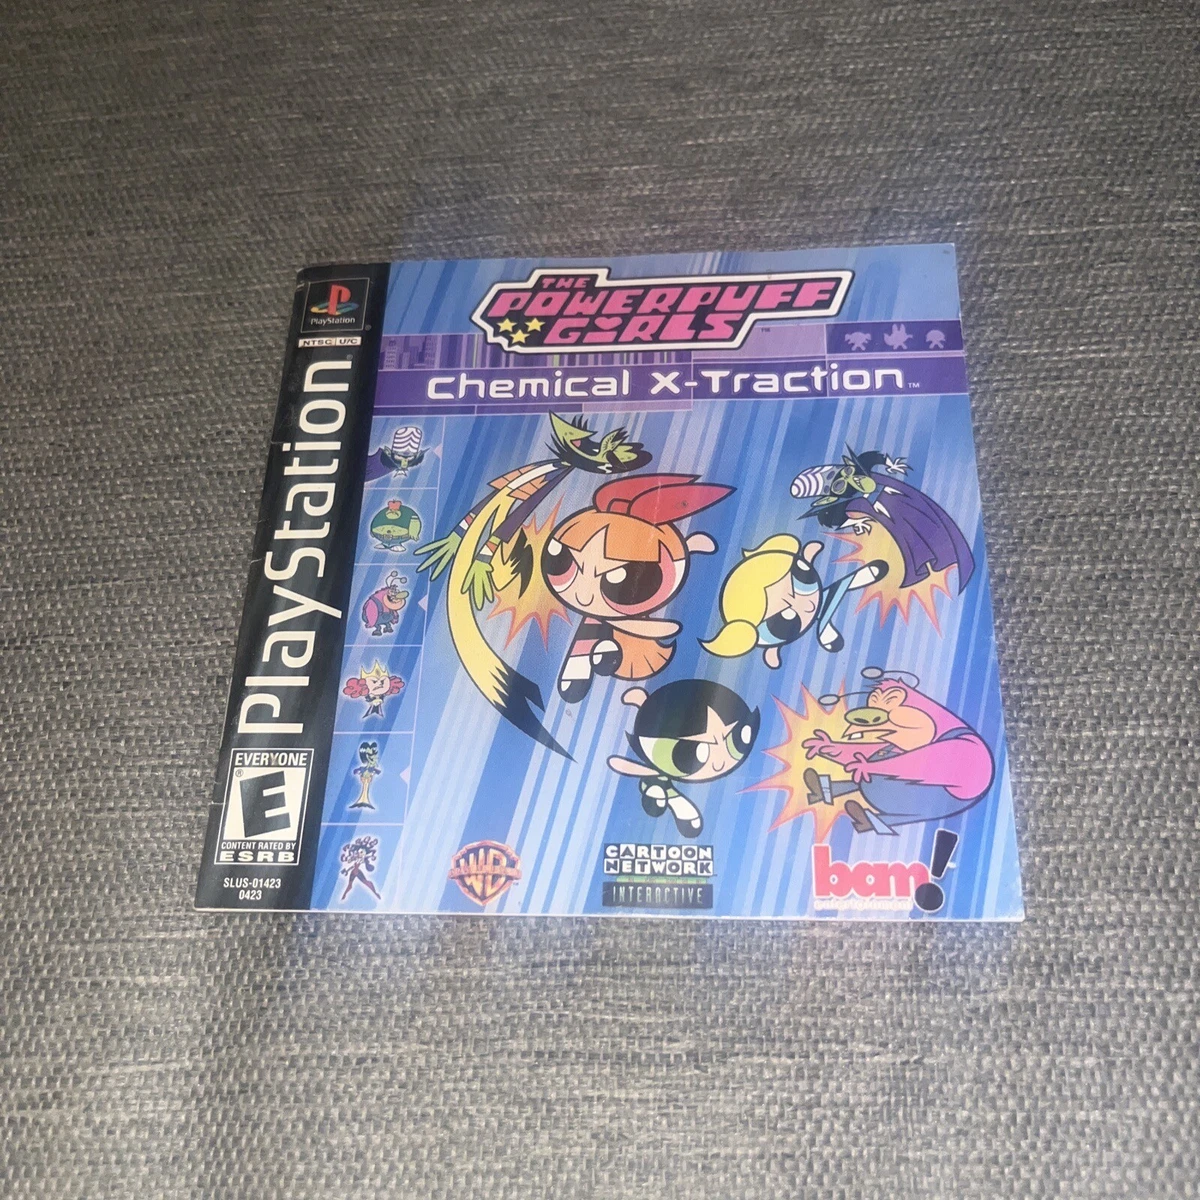 PlayStation
NTSC U/C
PlayStation
EVERYONE
E
CONTENT RATED BY
ESRB
SLUS-01423
0423
THE
POWERPUFF
GIRLS
Chemical X-Traction
CARTOON
NETWORK
INTERACTIVE
bam!
entertainment